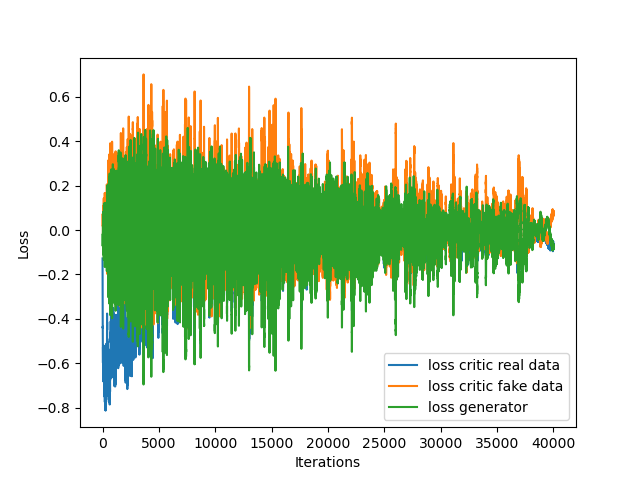 0.6
0.4
0.2
0.0
−0.2
−0.4
−0.6
−0.8
Loss
loss critic real data
loss critic fake data
loss generator
0 5000 10000 15000 20000 25000 30000 35000 40000
Iterations